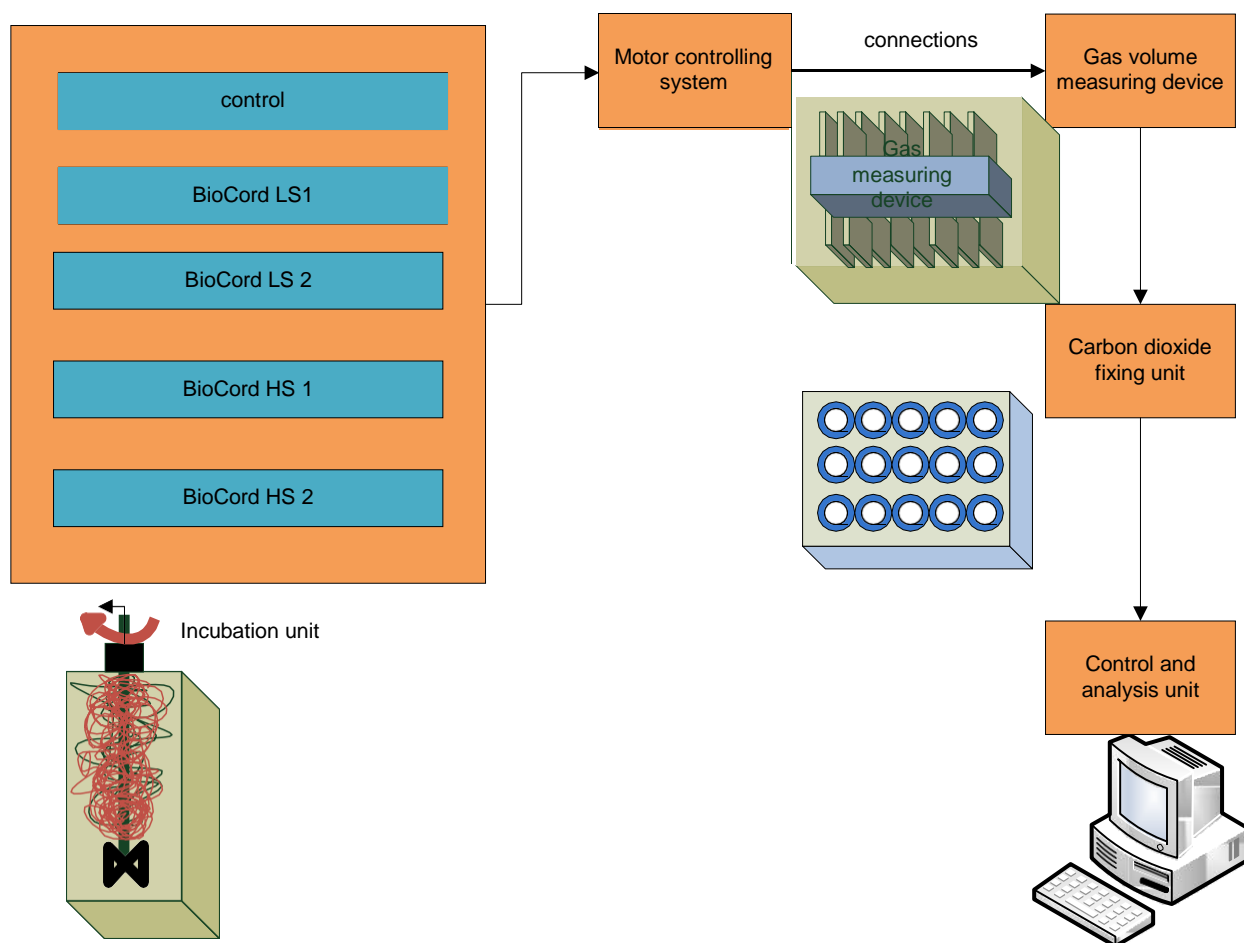 control
BioCord LS1
BioCord LS 2
BioCord HS 1
BioCord HS 2
Incubation unit
Motor controlling
system
connections
Gas volume
measuring device
Gas
measuring
device
Carbon dioxide
fixing unit
Control and
analysis unit